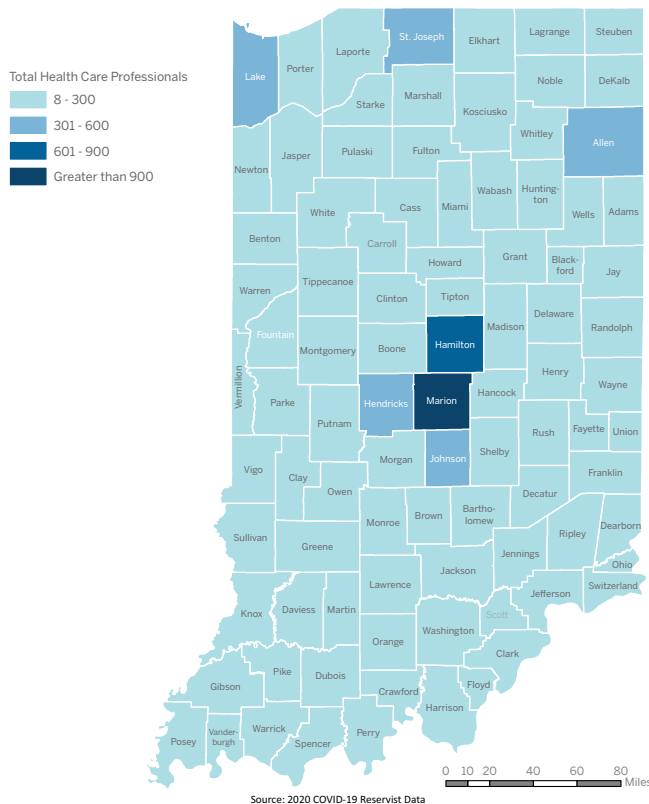 Total Health Care Professionals
8 - 300
301 - 600
601 - 900
Greater than 900
Lake
Porter
Laporte
St. Joseph
Elkhart
Lagrange
Steuben
Noble
DeKalb
Starke
Marshall
Kosciusko
Whitley
Allen
Newton
Jasper
Pulaski
Fulton
Wabash
Hunting-
ton
Miami
Wells
Adams
White
Cass
Carroll
Benton
Howard
Grant
Black-
ford
Jay
Warren
Tippecanoe
Clinton
Tipton
Madison
Delaware
Randolph
Fountain
Montgomery
Boone
Hamilton
Henry
Wayne
Vermillion
Parke
Putnam
Hendricks
Marion
Hancock
Rush
Fayette
Union
Vigo
Clay
Owen
Morgan
Johnson
Shelby
Franklin
Decatur
Sullivan
Greene
Monroe
Brown
Bartho-
lomew
Jennings
Ripley
Dearborn
Ohio
Switzerland
Jefferson
Knox
Daviess
Martin
Lawrence
Jackson
Scott
Orange
Washington
Clark
Gibson
Pike
Dubois
Crawford
Floyd
Harrison
Posey
Vander-
burgh
Warrick
Spencer
Perry
0 10 20 40 60 80
Miles
Source: 2020 COVID-19 Reservist Data